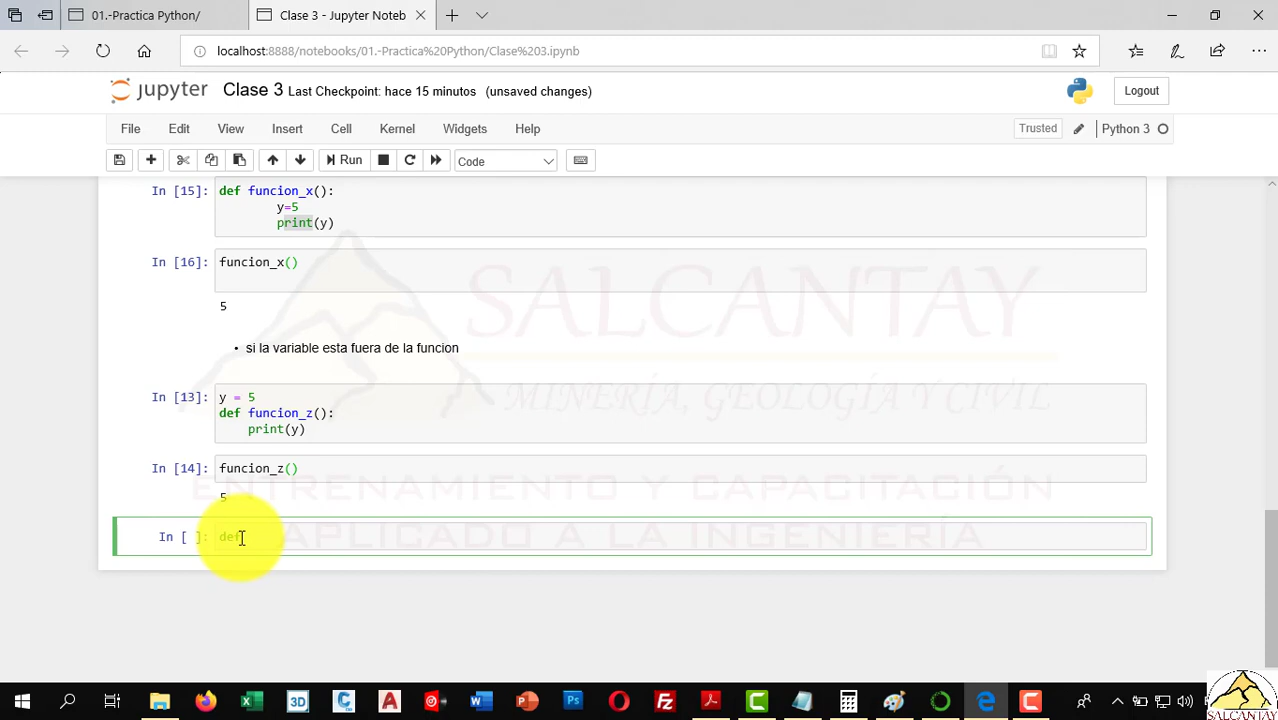 01.-Practica Python/
Clase 3 - Jupyter Noteb
localhost:8888/notebooks/01.-Practica%20Python/Clase%203.ipynb
jupyter Clase 3 Last Checkpoint: hace 15 minutos (unsaved changes)
Logout
File Edit View Insert Cell Kernel Widgets Help
Trusted Python 3
Run Code
In [15]: def funcion_x():
y=5
print(y)
In [16]: funcion_x()
5
• si la variable esta fuera de la funcion
In [13]: y = 5
def funcion_z():
print(y)
In [14]: funcion_z()
5
In [ ]: def
SALCANTAY
MINERÍA, GEOLOGÍA Y CIVIL
ENTRENAMIENTO Y CAPACITACIÓN
APLICADO A LA INGENIERÍA
3D
SALCANTAY